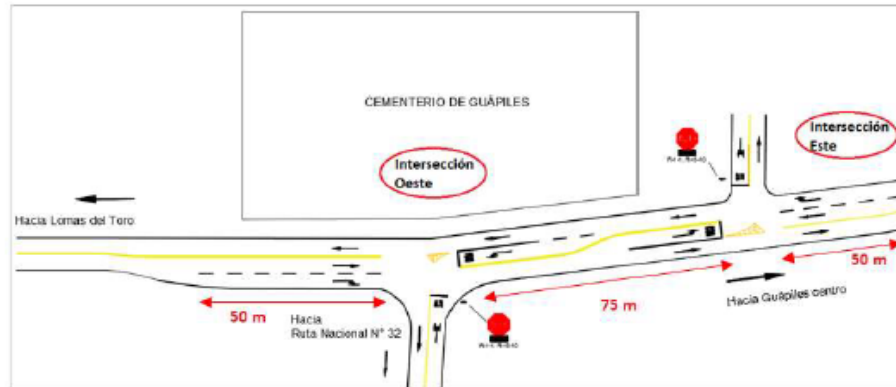 CEMENTERIO DE GUÁPILES
Intersección
Este
Intersección
Oeste
Hacia Lomas del Toro
50 m
Hacia
Ruta Nacional N° 32
75 m
50 m
Hacia Guápiles centro